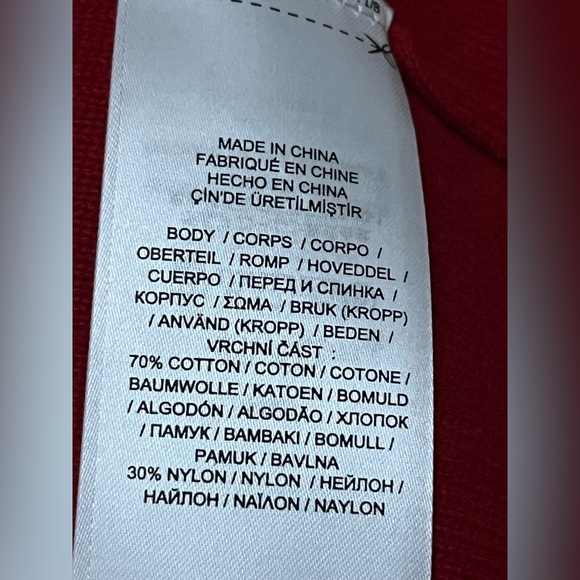 MADE IN CHINA
FABRIQUÉ EN CHINE
HECHO EN CHINA
ÇİN'DE ÜRETİLMİŞTİR
BODY / CORPS / CORPO /
OBERTEIL / ROMP / HOVEDDEL /
CUERPO / ПЕРЕД И СПИНКА /
КОРПУС / ΣΩΜΑ / BRUK (KROPP)
/ ANVÄND (KROPP) / BEDEN /
VRCHNÍ ČÁST :
70% COTTON / COTON / COTONE /
BAUMWOLLE / KATOEN / BOMULD
/ ALGODÓN / ALGODÃO / ХЛОПОК
/ ПАМУК / BAMBAKI / BOMULL /
PAMUK / BAVLNA
30% NYLON / NYLON / НЕЙЛОН /
НАЙЛОН / ΝΑΪΛΟΝ / NAYLON